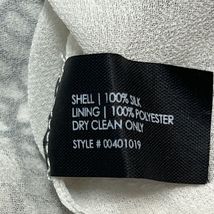 SHELL | 100% SILK
LINING | 100% POLYESTER
DRY CLEAN ONLY
STYLE # 00401019